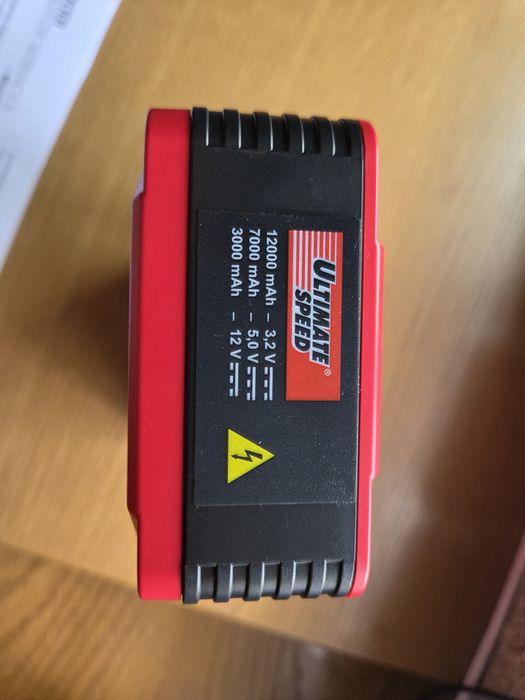 ULTIMATE
SPEED®
12000 mAh – 3,2 V ⎓
7000 mAh – 5,0 V ⎓
3000 mAh – 12 V ⎓